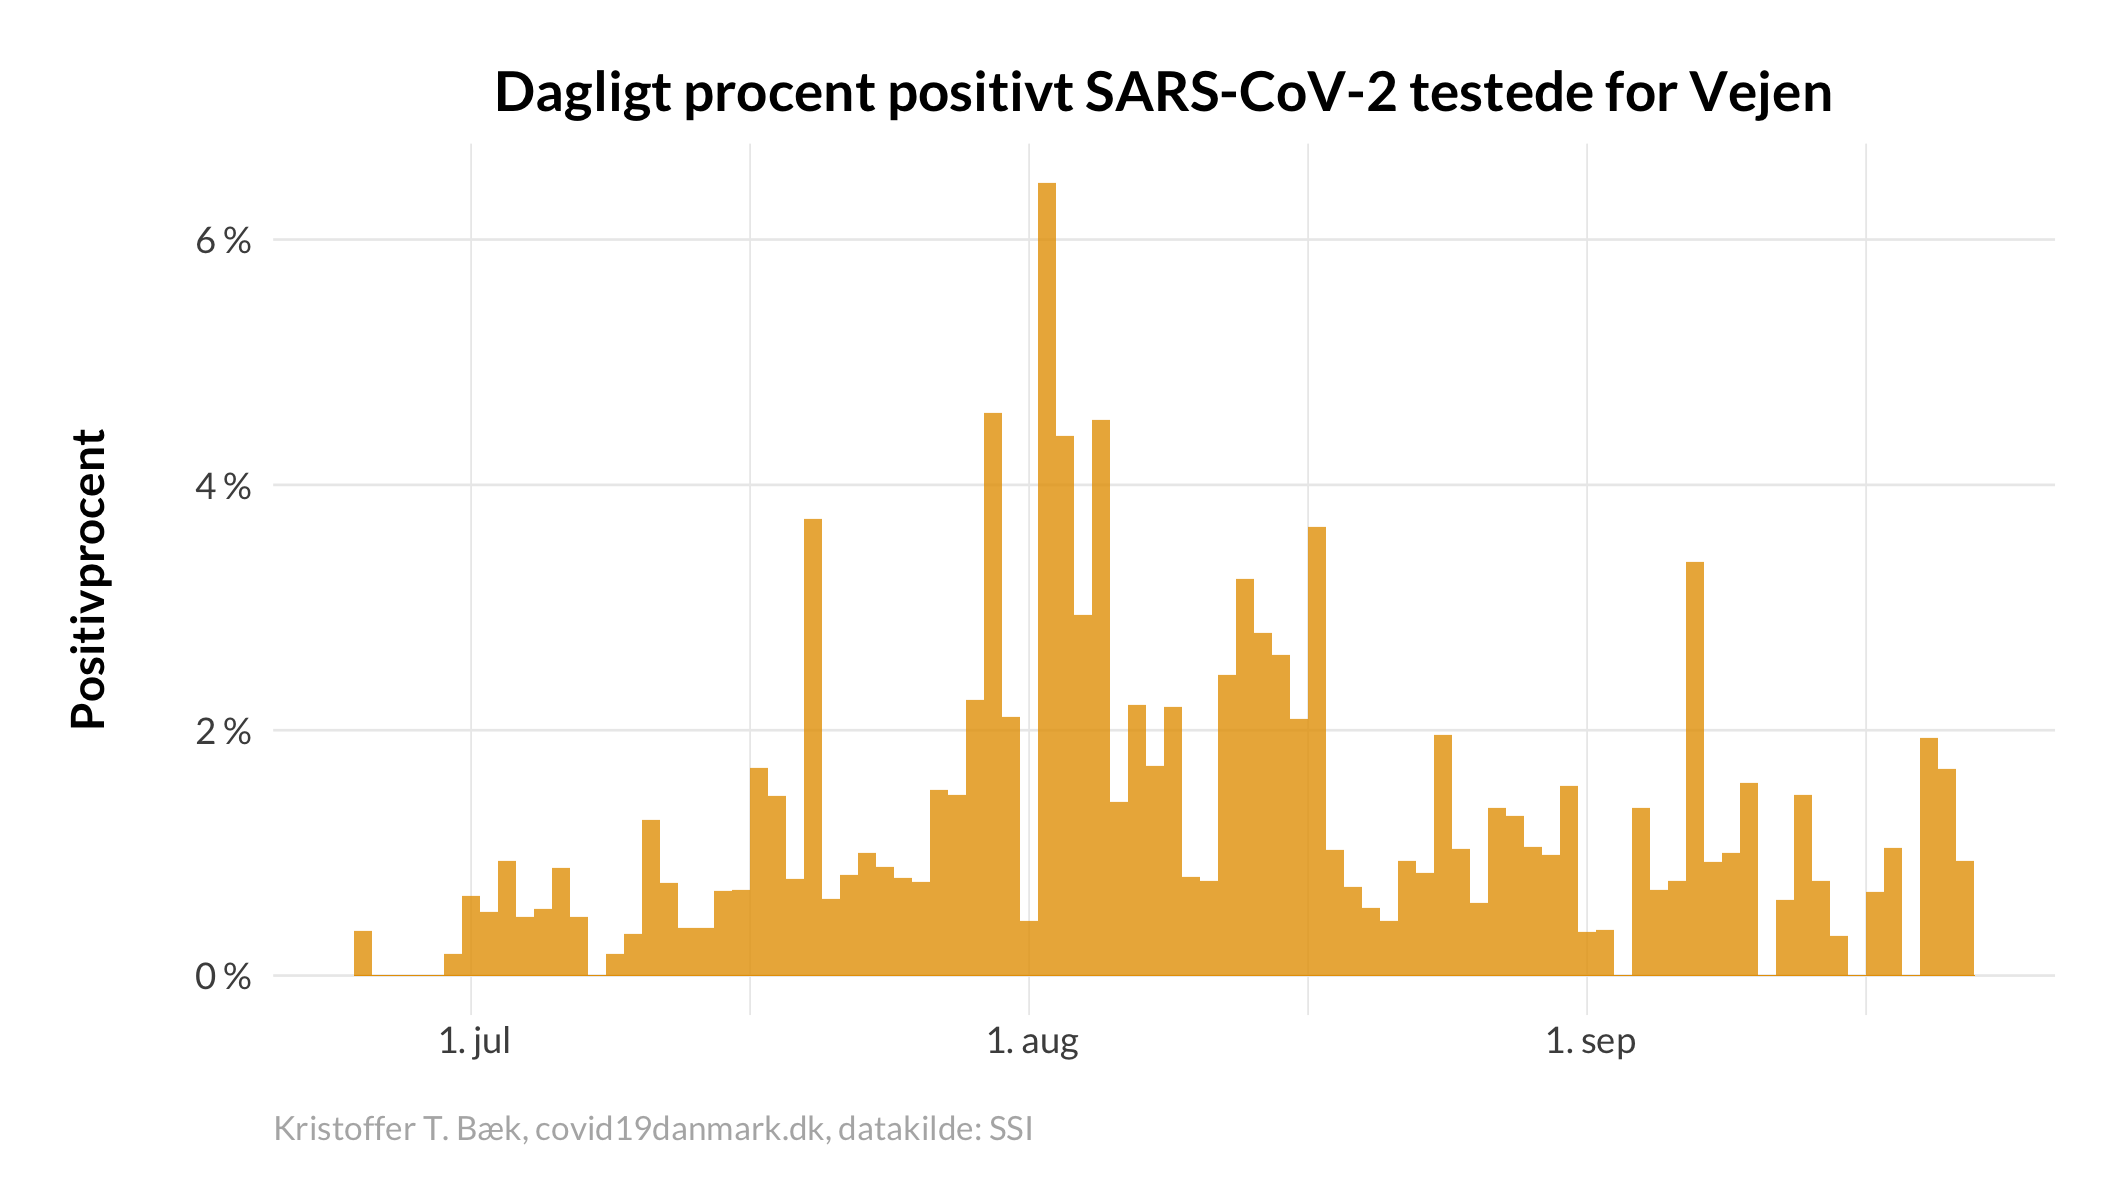 Dagligt procent positivt SARS-CoV-2 testede for Vejen
Positivprocent
6 %
4 %
2 %
0 %
1. jul
1. aug
1. sep
Kristoffer T. Bæk, covid19danmark.dk, datakilde: SSI